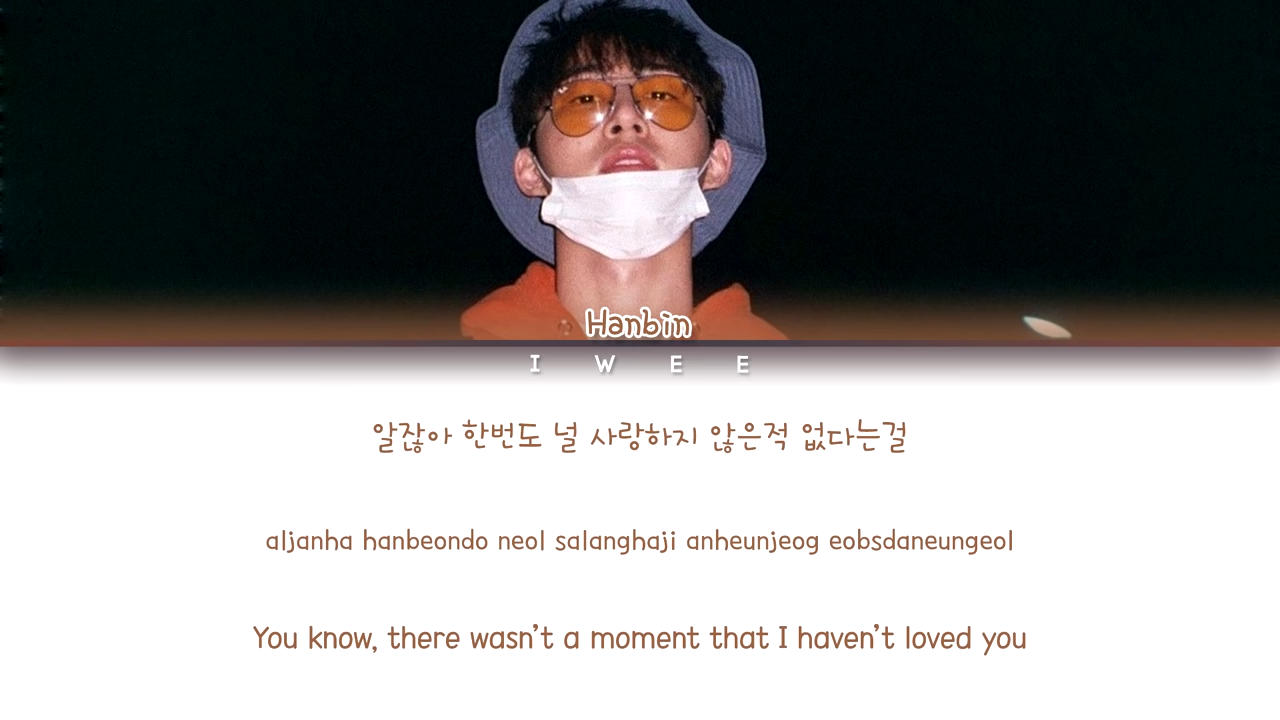 Hanbin
I W E E
알잖아 한번도 널 사랑하지 않은적 없다는걸
aljanha hanbeondo neol salanghaji anheunjeog eobsdaneungeol
You know, there wasn’t a moment that I haven’t loved you